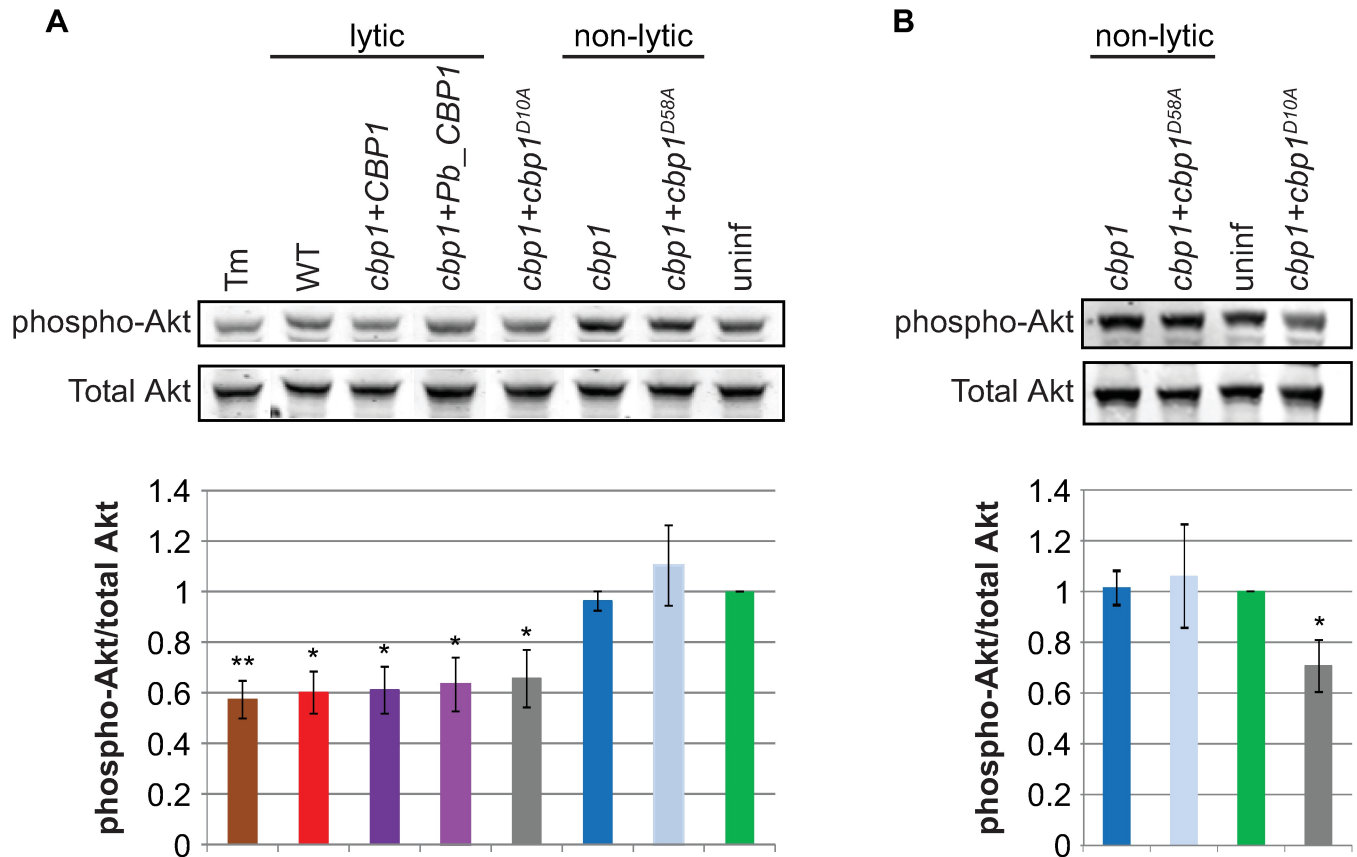 A
lytic
non-lytic
Tm
WT
cbp1+CBP1
cbp1+Pb_CBP1
cbp1+cbp1D10A
cbp1
cbp1+cbp1D58A
uninf
phospho-Akt
Total Akt
phospho-Akt/total Akt
1.4
1.2
1
0.8
0.6
0.4
0.2
0
**
*
*
*
*
B
non-lytic
cbp1
cbp1+cbp1D58A
uninf
cbp1+cbp1D10A
phospho-Akt
Total Akt
phospho-Akt/total Akt
1.4
1.2
1
0.8
0.6
0.4
0.2
0
*